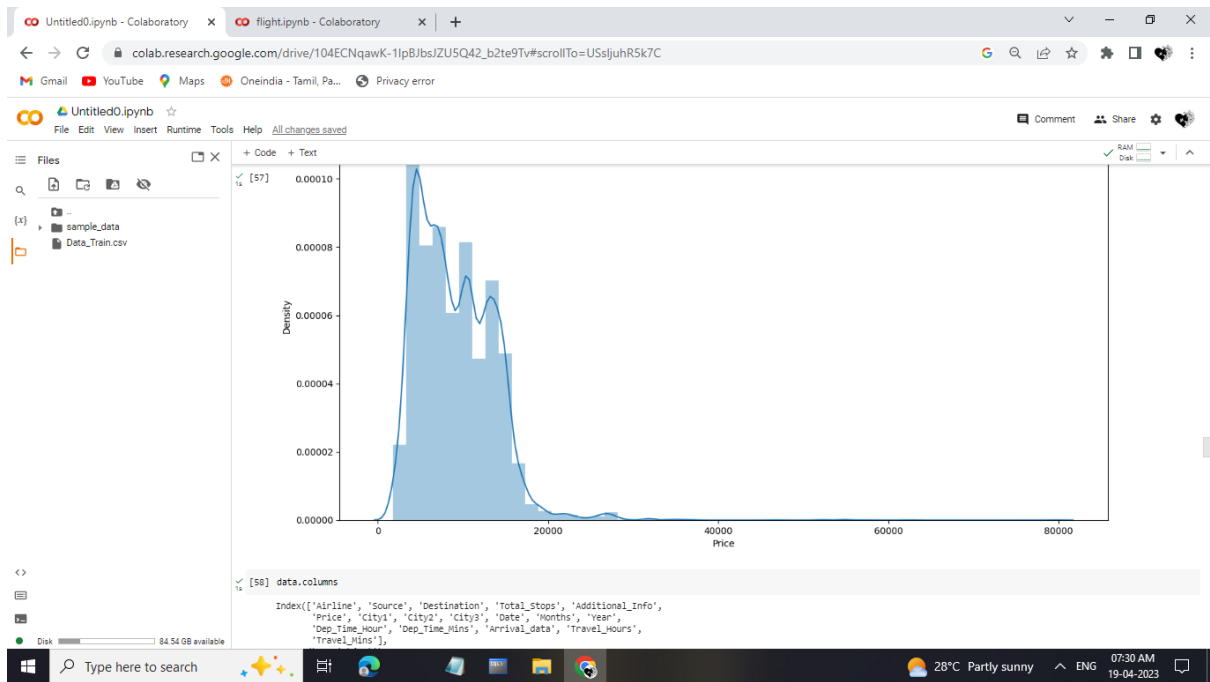 Untitled0.ipynb - Colaboratory
flight.ipynb - Colaboratory
colab.research.google.com/drive/104ECNqawK-1IpBJbsJZU5Q42_b2te9Tv#scrollTo=USsIjuhR5k7C
Gmail YouTube Maps Oneindia - Tamil, Pa... Privacy error
Untitled0.ipynb
File Edit View Insert Runtime Tools Help All changes saved
Comment Share
Files
+ Code + Text
RAM
Disk
{x}
..
sample_data
Data_Train.csv
[57]
1s
0.00010
0.00008
0.00006
0.00004
0.00002
0.00000
Density
0 20000 40000 60000 80000
Price
[58] data.columns
1s
Index(['Airline', 'Source', 'Destination', 'Total_Stops', 'Additional_Info',
'Price', 'City1', 'City2', 'City3', 'Date', 'Months', 'Year',
'Dep_Time_Hour', 'Dep_Time_Mins', 'Arrival_data', 'Travel_Hours',
'Travel_Mins'],
Disk 84.54 GB available
Type here to search
28°C Partly sunny
ENG
07:30 AM
19-04-2023